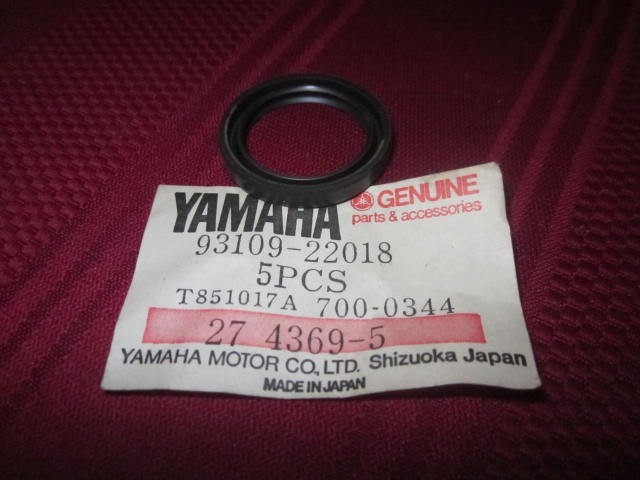 YAMAHA GENUINE
parts & accessories
93109-22018
5PCS
T851017A 700-0344
27 4369-5
YAMAHA MOTOR CO., LTD. Shizuoka Japan
MADE IN JAPAN